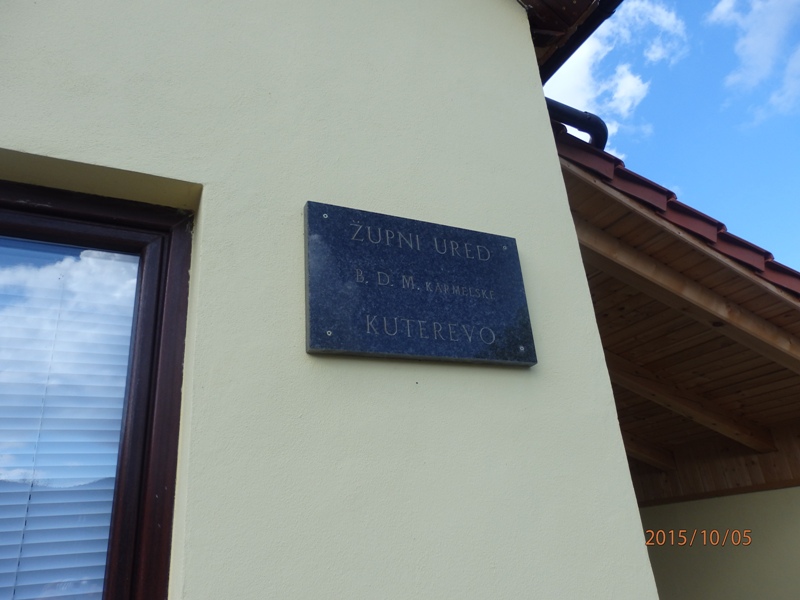 ŽUPNI URED
B. D. M. KARMELSKE
KUTEREVO
2015/10/05